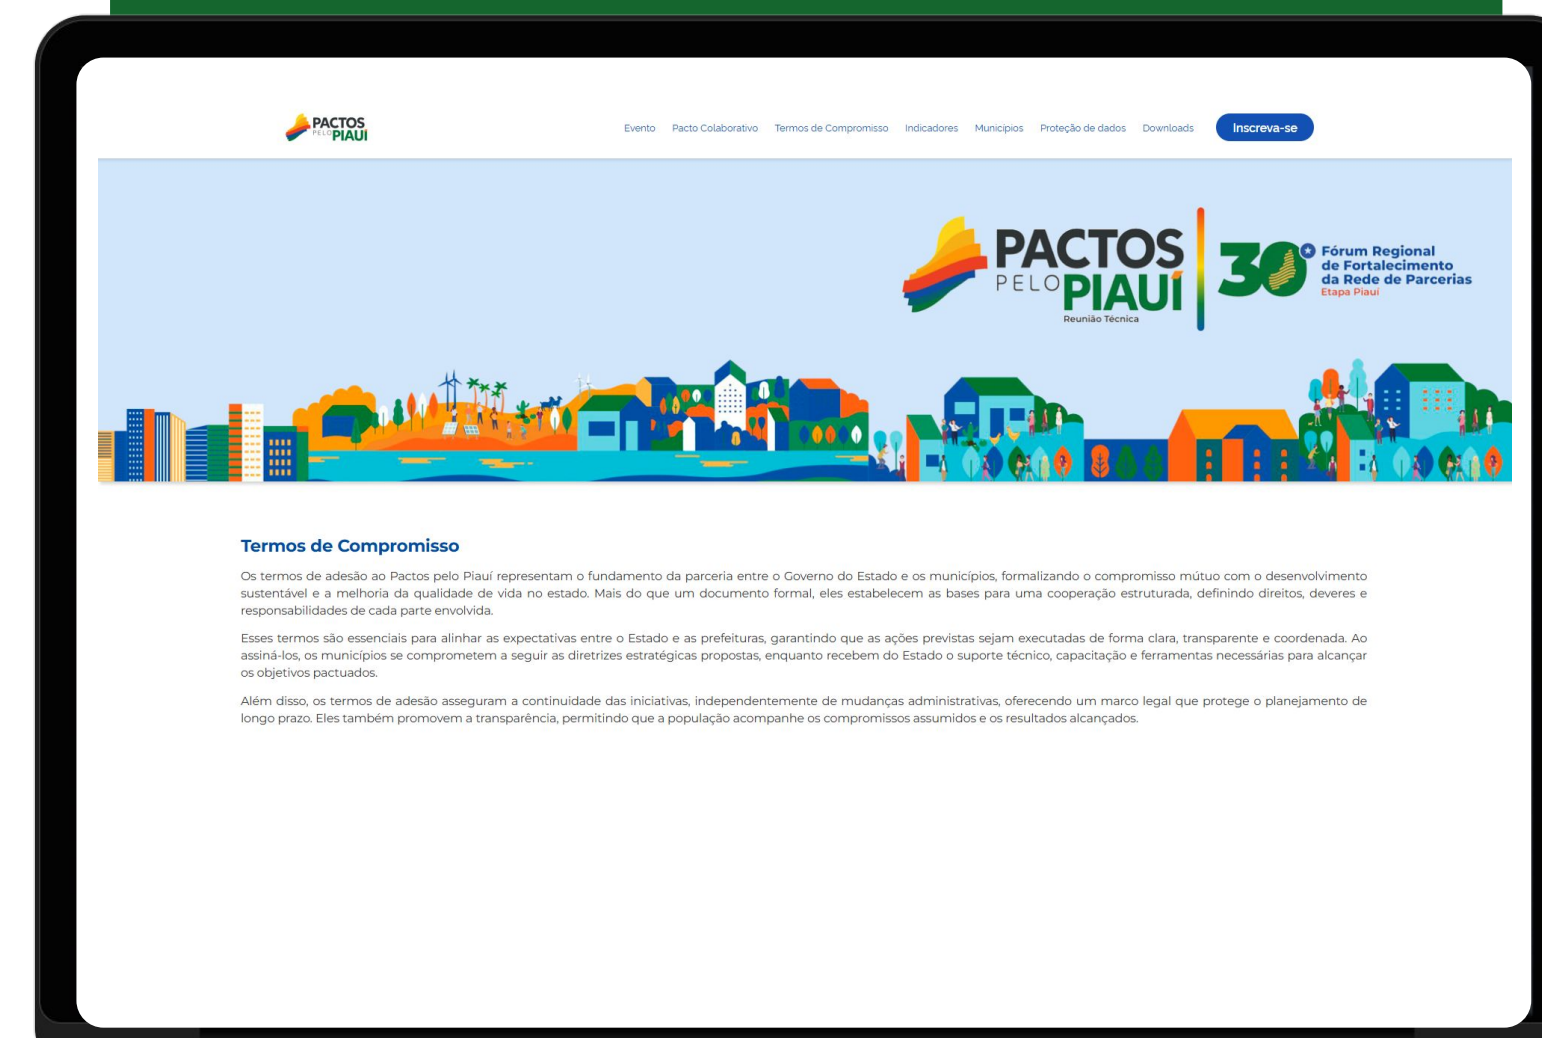 PACTOS
PELO PIAUÍ
Evento Pacto Colaborativo Termos de Compromisso Indicadores Municípios Proteção de dados Downloads Inscreva-se
PACTOS
PELO PIAUÍ
Reunião Técnica
30º
Fórum Regional
de Fortalecimento
da Rede de Parcerias
Etapa Piauí
Termos de Compromisso
Os termos de adesão ao Pactos pelo Piauí representam o fundamento da parceria entre o Governo do Estado e os municípios, formalizando o compromisso mútuo com o desenvolvimento
sustentável e a melhoria da qualidade de vida no estado. Mais do que um documento formal, eles estabelecem as bases para uma cooperação estruturada, definindo direitos, deveres e
responsabilidades de cada parte envolvida.
Esses termos são essenciais para alinhar as expectativas entre o Estado e as prefeituras, garantindo que as ações previstas sejam executadas de forma clara, transparente e coordenada. Ao
assiná-los, os municípios se comprometem a seguir as diretrizes estratégicas propostas, enquanto recebem do Estado o suporte técnico, capacitação e ferramentas necessárias para alcançar
os objetivos pactuados.
Além disso, os termos de adesão asseguram a continuidade das iniciativas, independentemente de mudanças administrativas, oferecendo um marco legal que protege o planejamento de
longo prazo. Eles também promovem a transparência, permitindo que a população acompanhe os compromissos assumidos e os resultados alcançados.